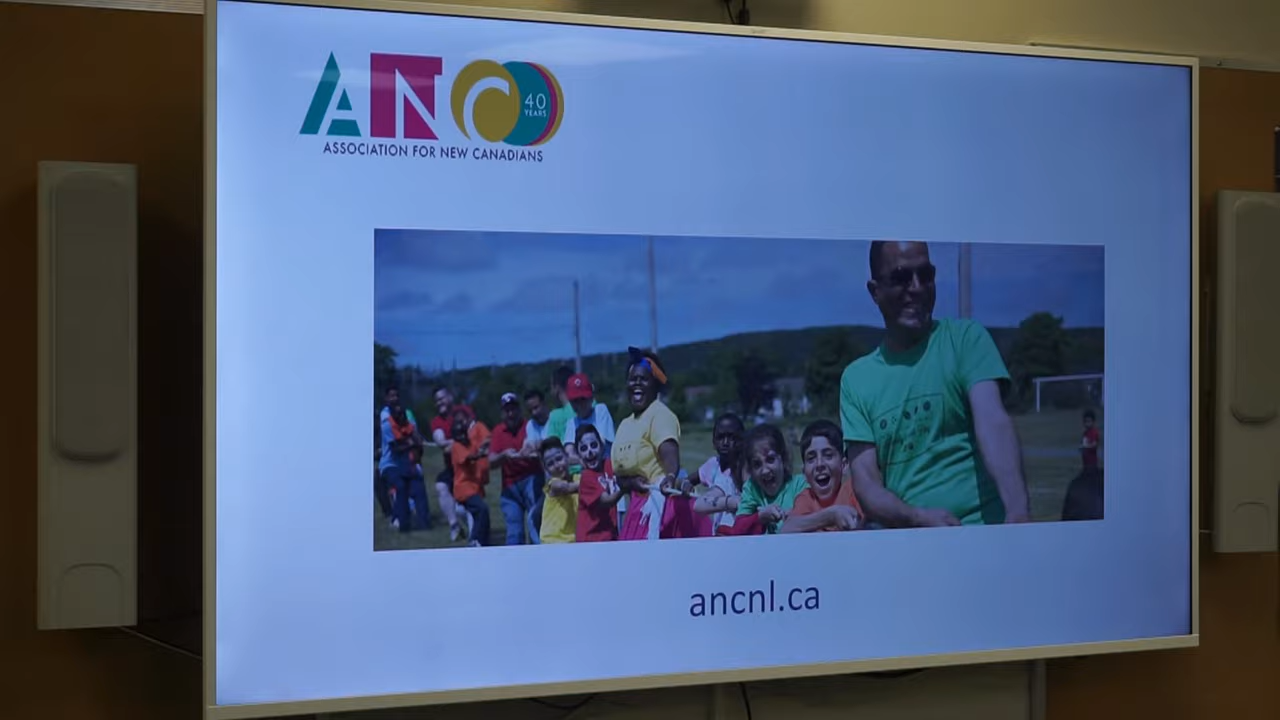 ANC
40
YEARS
ASSOCIATION FOR NEW CANADIANS
ancnl.ca